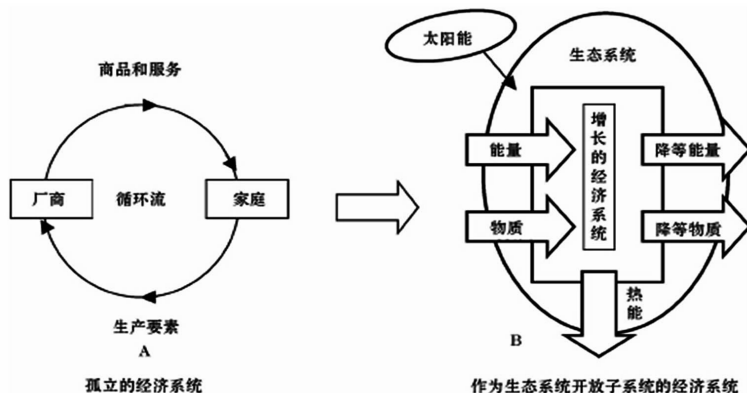 商品和服务
厂商
循环流
家庭
生产要素
A
孤立的经济系统
太阳能
生态系统
增长的经济系统
能量
降等能量
物质
降等物质
热能
B
作为生态系统开放子系统的经济系统